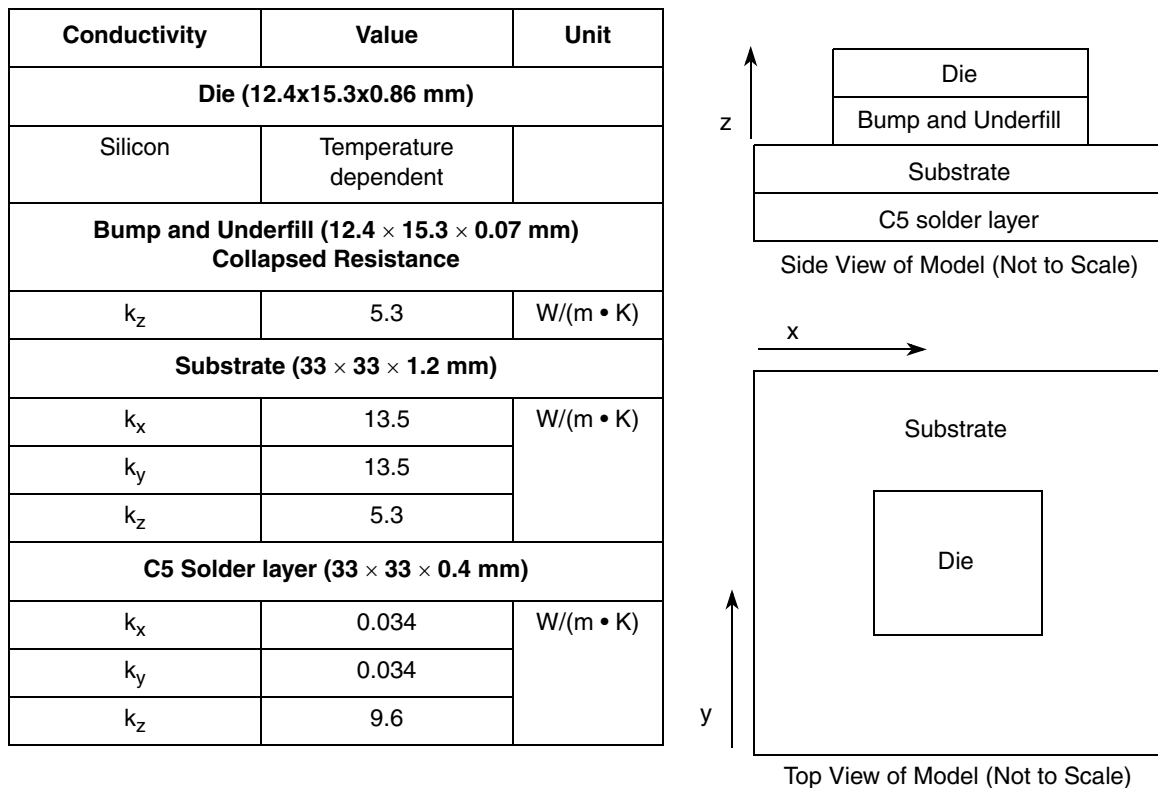 Conductivity Value Unit
Die (12.4x15.3x0.86 mm)
Silicon Temperature
dependent
Bump and Underfill (12.4 × 15.3 × 0.07 mm)
Collapsed Resistance
kz 5.3 W/(m • K)
Substrate (33 × 33 × 1.2 mm)
kx 13.5 W/(m • K)
ky 13.5
kz 5.3
C5 Solder layer (33 × 33 × 0.4 mm)
kx 0.034 W/(m • K)
ky 0.034
kz 9.6
Die
z
Bump and Underfill
Substrate
C5 solder layer
Side View of Model (Not to Scale)
x
Substrate
Die
y
Top View of Model (Not to Scale)